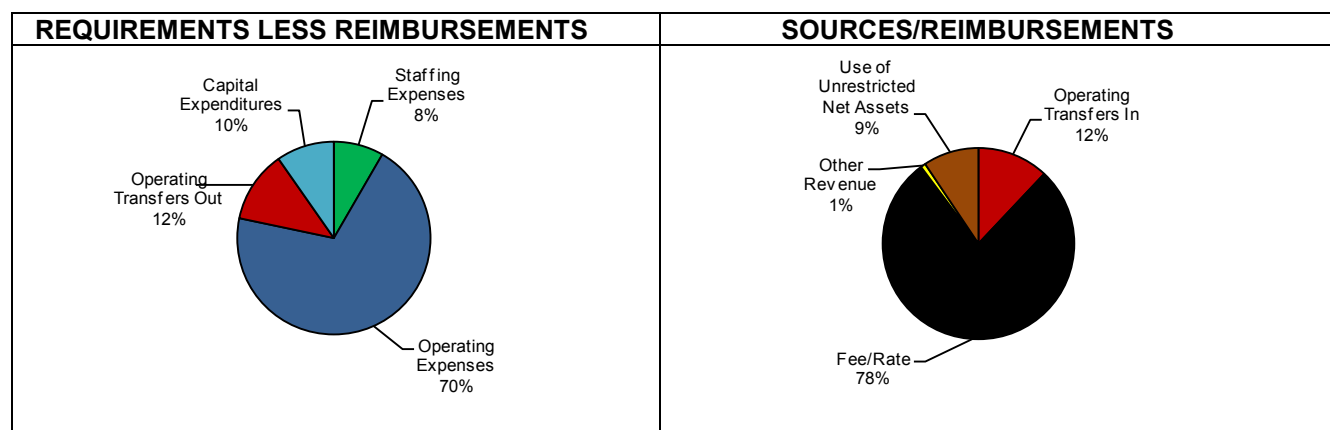 REQUIREMENTS LESS REIMBURSEMENTS
Capital
Expenditures
10%
Staffing
Expenses
8%
Operating
Transfers Out
12%
Operating
Expenses
70%
SOURCES/REIMBURSEMENTS
Use of
Unrestricted
Net Assets
9%
Operating
Transfers In
12%
Other
Revenue
1%
Fee/Rate
78%